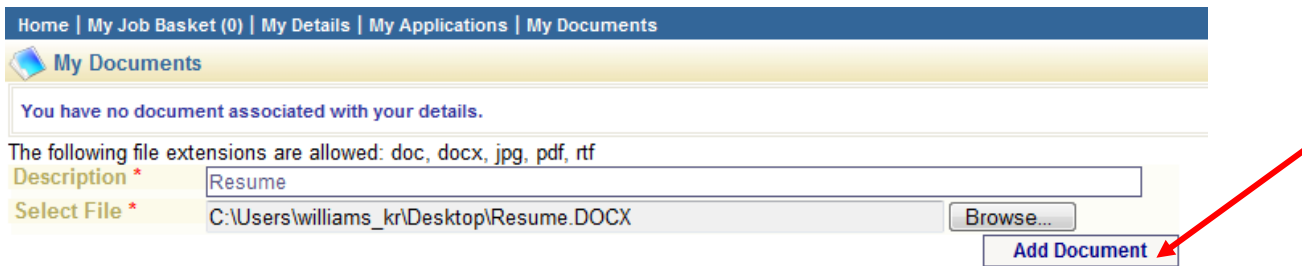 Home | My Job Basket (0) | My Details | My Applications | My Documents
My Documents
You have no document associated with your details.
The following file extensions are allowed: doc, docx, jpg, pdf, rtf
Description * Resume
Select File * C:\Users\williams_kr\Desktop\Resume.DOCX Browse...
Add Document